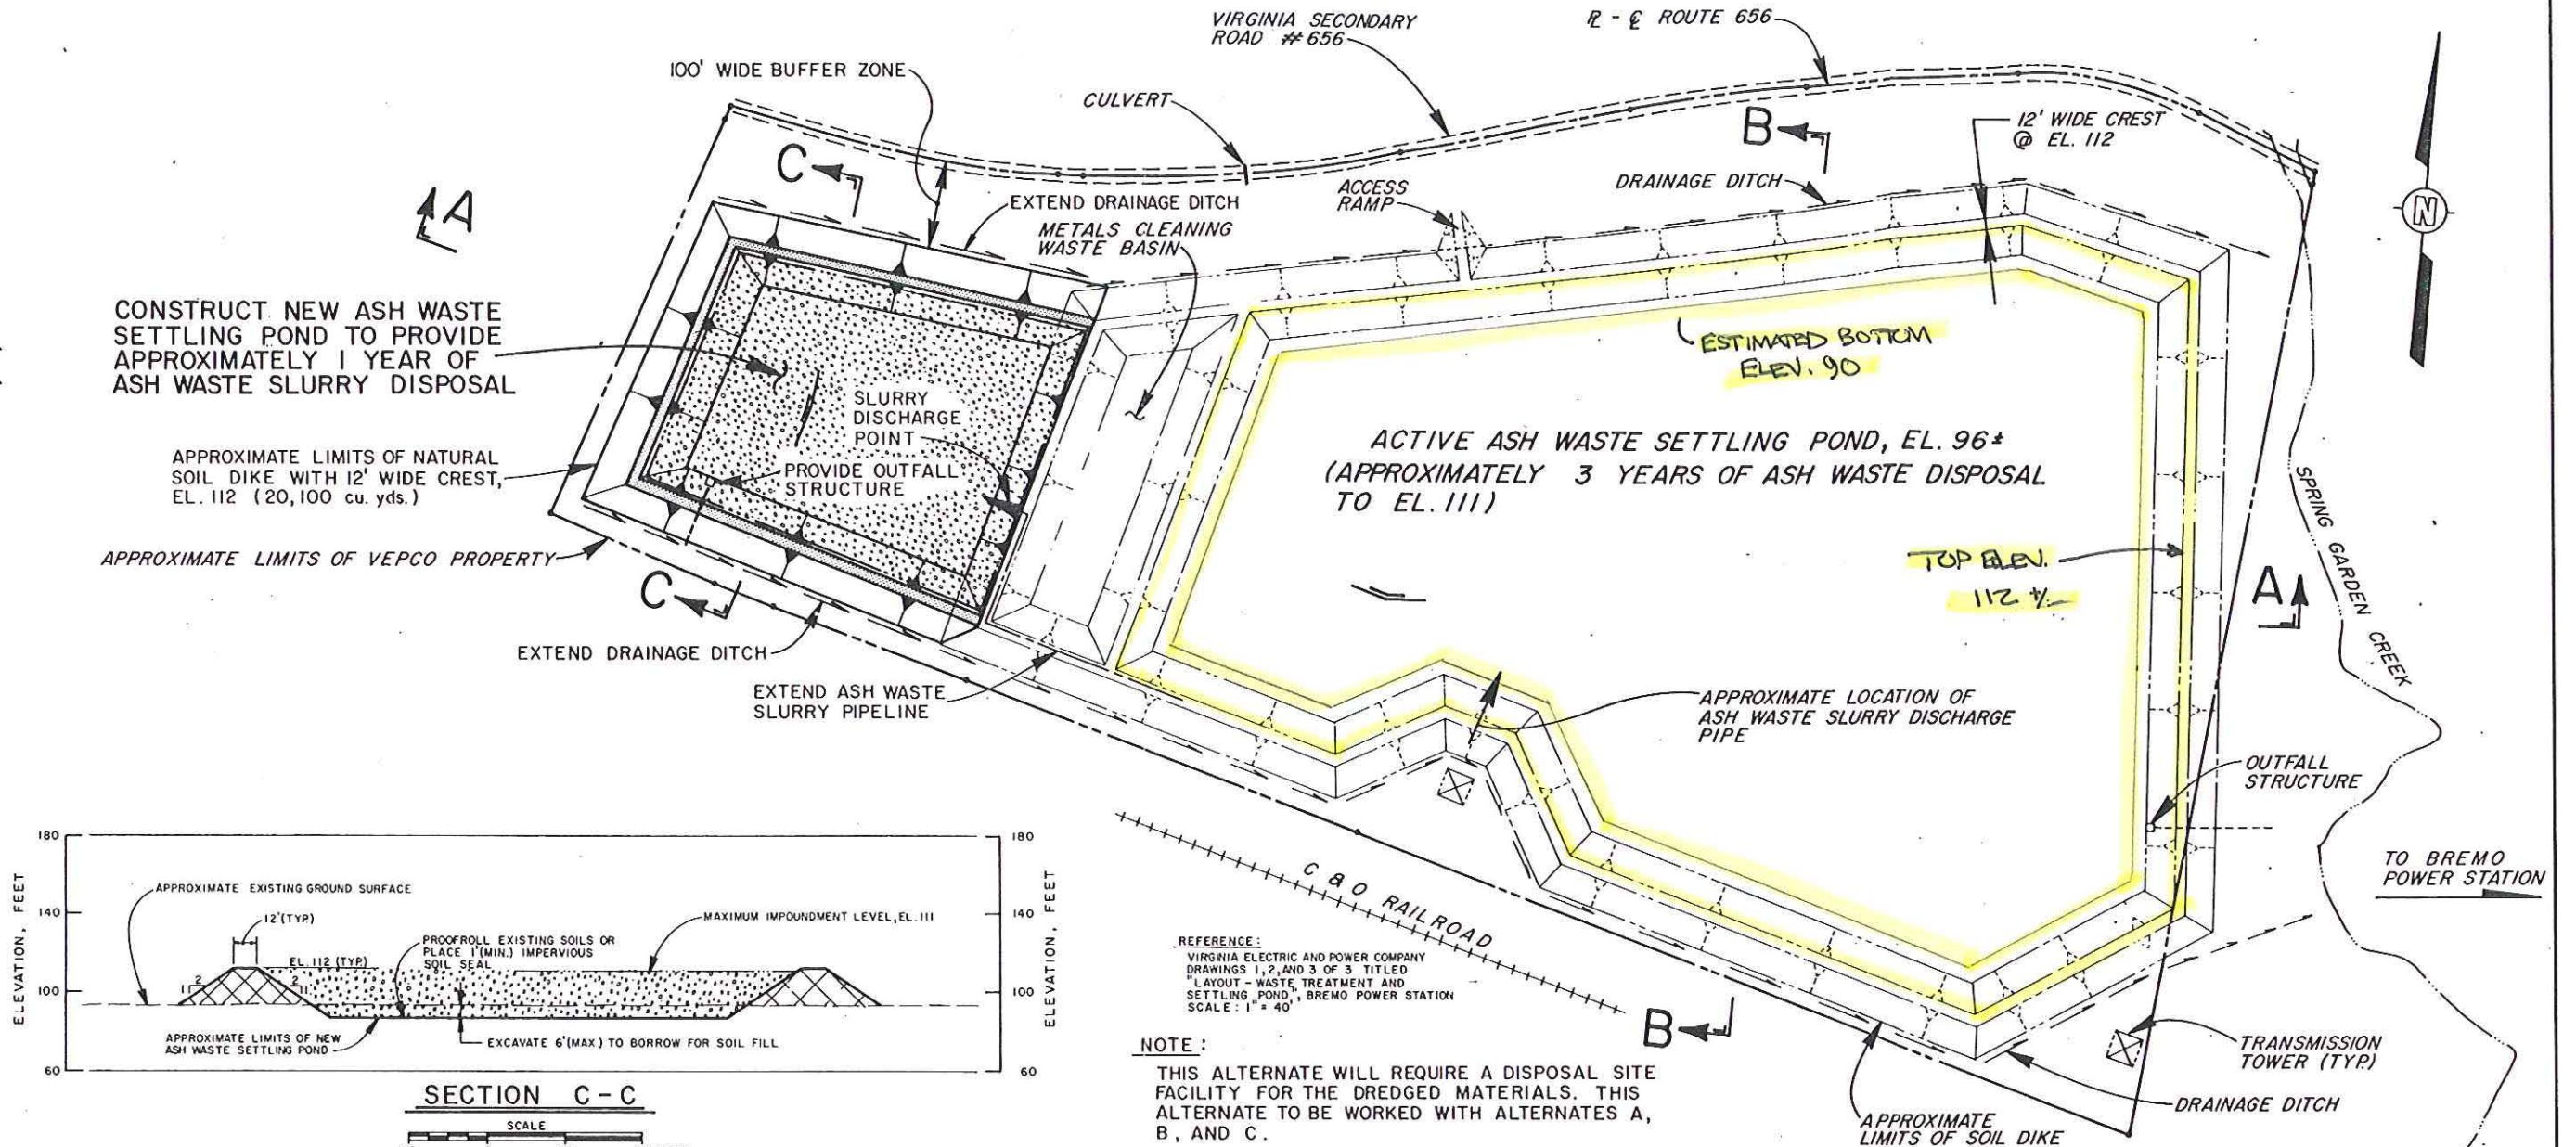 VIRGINIA SECONDARY
ROAD #656
℞ - ℄ ROUTE 656
100' WIDE BUFFER ZONE
CULVERT
B
12' WIDE CREST
@ EL. 112
C
A
EXTEND DRAINAGE DITCH
METALS CLEANING
WASTE BASIN
ACCESS
RAMP
DRAINAGE DITCH
N
CONSTRUCT NEW ASH WASTE
SETTLING POND TO PROVIDE
APPROXIMATELY 1 YEAR OF
ASH WASTE SLURRY DISPOSAL
ESTIMATED BOTTOM
ELEV. 90
SLURRY
DISCHARGE
POINT
PROVIDE OUTFALL
STRUCTURE
ACTIVE ASH WASTE SETTLING POND, EL. 96±
(APPROXIMATELY 3 YEARS OF ASH WASTE DISPOSAL
TO EL. 111)
APPROXIMATE LIMITS OF NATURAL
SOIL DIKE WITH 12' WIDE CREST,
EL. 112 (20,100 cu. yds.)
SPRING GARDEN CREEK
APPROXIMATE LIMITS OF VEPCO PROPERTY
TOP ELEV.
112 +/-
C
A
EXTEND DRAINAGE DITCH
EXTEND ASH WASTE
SLURRY PIPELINE
APPROXIMATE LOCATION OF
ASH WASTE SLURRY DISCHARGE
PIPE
OUTFALL
STRUCTURE
TO BREMO
POWER STATION
C & O RAILROAD
180
180
APPROXIMATE EXISTING GROUND SURFACE
12'(TYP.)
140
140
MAXIMUM IMPOUNDMENT LEVEL, EL. 111
PROOFROLL EXISTING SOILS OR
PLACE 1'(MIN.) IMPERVIOUS
SOIL SEAL
EL. 112 (TYP.)
2
1
2
1
100
100
APPROXIMATE LIMITS OF NEW
ASH WASTE SETTLING POND
EXCAVATE 6'(MAX) TO BORROW FOR SOIL FILL
60
60
ELEVATION, FEET
ELEVATION, FEET
SECTION C-C
SCALE
REFERENCE:
VIRGINIA ELECTRIC AND POWER COMPANY
DRAWINGS 1, 2, AND 3 OF 3 TITLED
"LAYOUT - WASTE TREATMENT AND
SETTLING POND", BREMO POWER STATION
SCALE: 1" = 40'
B
NOTE:
THIS ALTERNATE WILL REQUIRE A DISPOSAL SITE
FACILITY FOR THE DREDGED MATERIALS. THIS
ALTERNATE TO BE WORKED WITH ALTERNATES A,
B, AND C.
TRANSMISSION
TOWER (TYP.)
DRAINAGE DITCH
APPROXIMATE
LIMITS OF SOIL DIKE